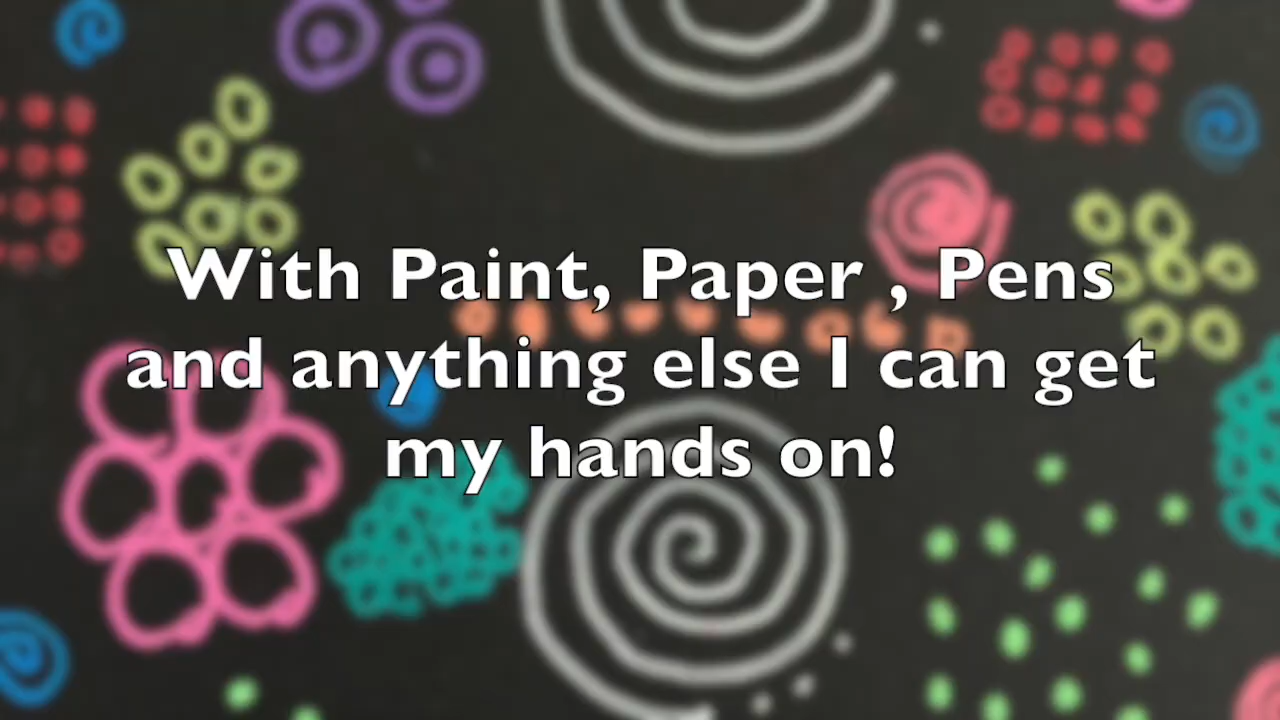 With Paint, Paper , Pens
and anything else I can get
my hands on!